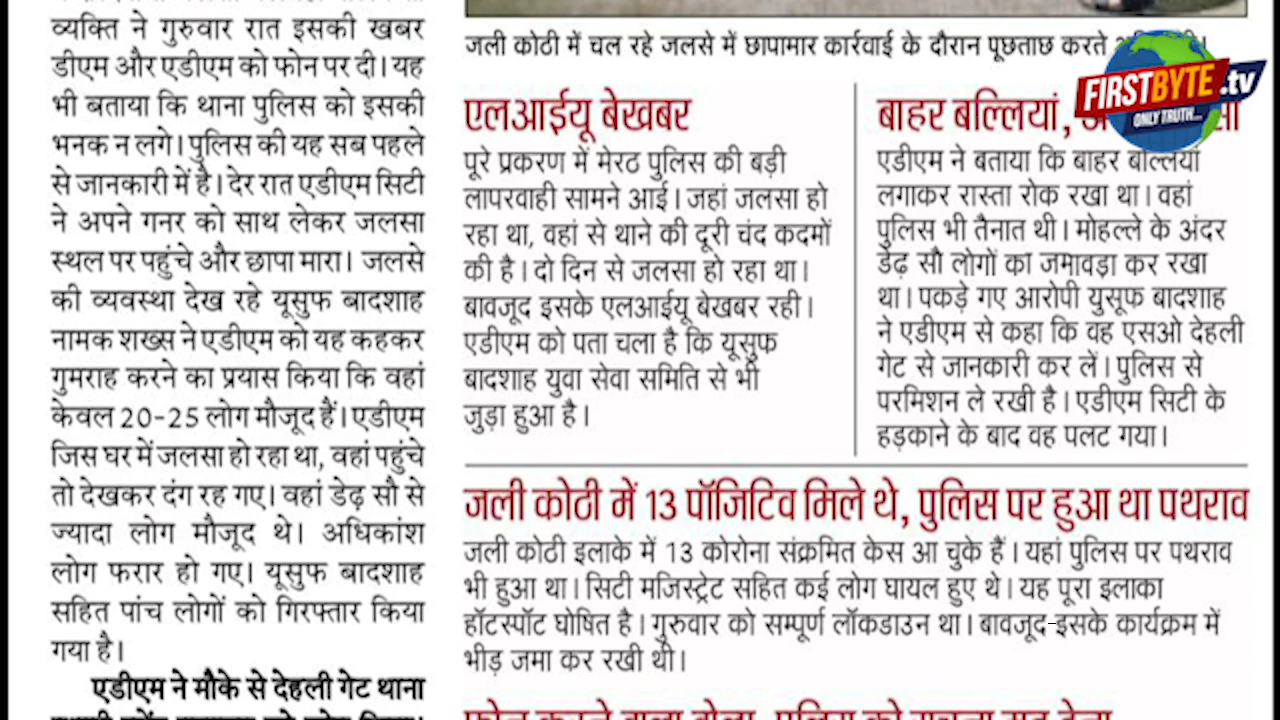 व्यक्ति ने गुरुवार रात इसकी खबर
डीएम और एडीएम को फोन पर दी। यह
भी बताया कि थाना पुलिस को इसकी
भनक न लगे। पुलिस की यह सब पहले
से जानकारी में है। देर रात एडीएम सिटी
ने अपने गनर को साथ लेकर जलसा
स्थल पर पहुंचे और छापा मारा। जलसे
की व्यवस्था देख रहे यूसुफ बादशाह
नामक शख्स ने एडीएम को यह कहकर
गुमराह करने का प्रयास किया कि वहां
केवल 20-25 लोग मौजूद हैं। एडीएम
जिस घर में जलसा हो रहा था, वहां पहुंचे
तो देखकर दंग रह गए। वहां डेढ़ सौ से
ज्यादा लोग मौजूद थे। अधिकांश
लोग फरार हो गए। यूसुफ बादशाह
सहित पांच लोगों को गिरफ्तार किया
गया है।
एडीएम ने मौके से देहली गेट थाना
जली कोठी में चल रहे जलसे में छापामार कार्रवाई के दौरान पूछताछ करते
एलआईयू बेखबर
पूरे प्रकरण में मेरठ पुलिस की बड़ी
लापरवाही सामने आई। जहां जलसा हो
रहा था, वहां से थाने की दूरी चंद कदमों
की है। दो दिन से जलसा हो रहा था।
बावजूद इसके एलआईयू बेखबर रही।
एडीएम को पता चला है कि यूसुफ
बादशाह युवा सेवा समिति से भी
जुड़ा हुआ है।
बाहर बल्लियां,
एडीएम ने बताया कि बाहर बल्लियां
लगाकर रास्ता रोक रखा था। वहां
पुलिस भी तैनात थी। मोहल्ले के अंदर
डेढ़ सौ लोगों का जमावड़ा कर रखा
था। पकड़े गए आरोपी युसूफ बादशाह
ने एडीएम से कहा कि वह एसओ देहली
गेट से जानकारी कर लें। पुलिस से
परमिशन ले रखी है। एडीएम सिटी के
हड़काने के बाद वह पलट गया।
जली कोठी में 13 पॉजिटिव मिले थे, पुलिस पर हुआ था पथराव
जली कोठी इलाके में 13 कोरोना संक्रमित केस आ चुके हैं। यहां पुलिस पर पथराव
भी हुआ था। सिटी मजिस्ट्रेट सहित कई लोग घायल हुए थे। यह पूरा इलाका
हॉटस्पॉट घोषित है। गुरुवार को सम्पूर्ण लॉकडाउन था। बावजूद इसके कार्यक्रम में
भीड़ जमा कर रखी थी।
FIRSTBYTE.tv
ONLY TRUTH...